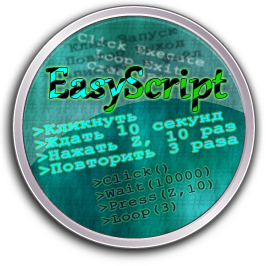 Click Execute
Loop Exit
Запуск
EasyScript
>Кликнуть
>Ждать 10 секунд
>Нажать Z, 10 раз
>Повторить 3 раза
>Click()
>Wait(10000)
>Press(Z,10)
>Loop(3)